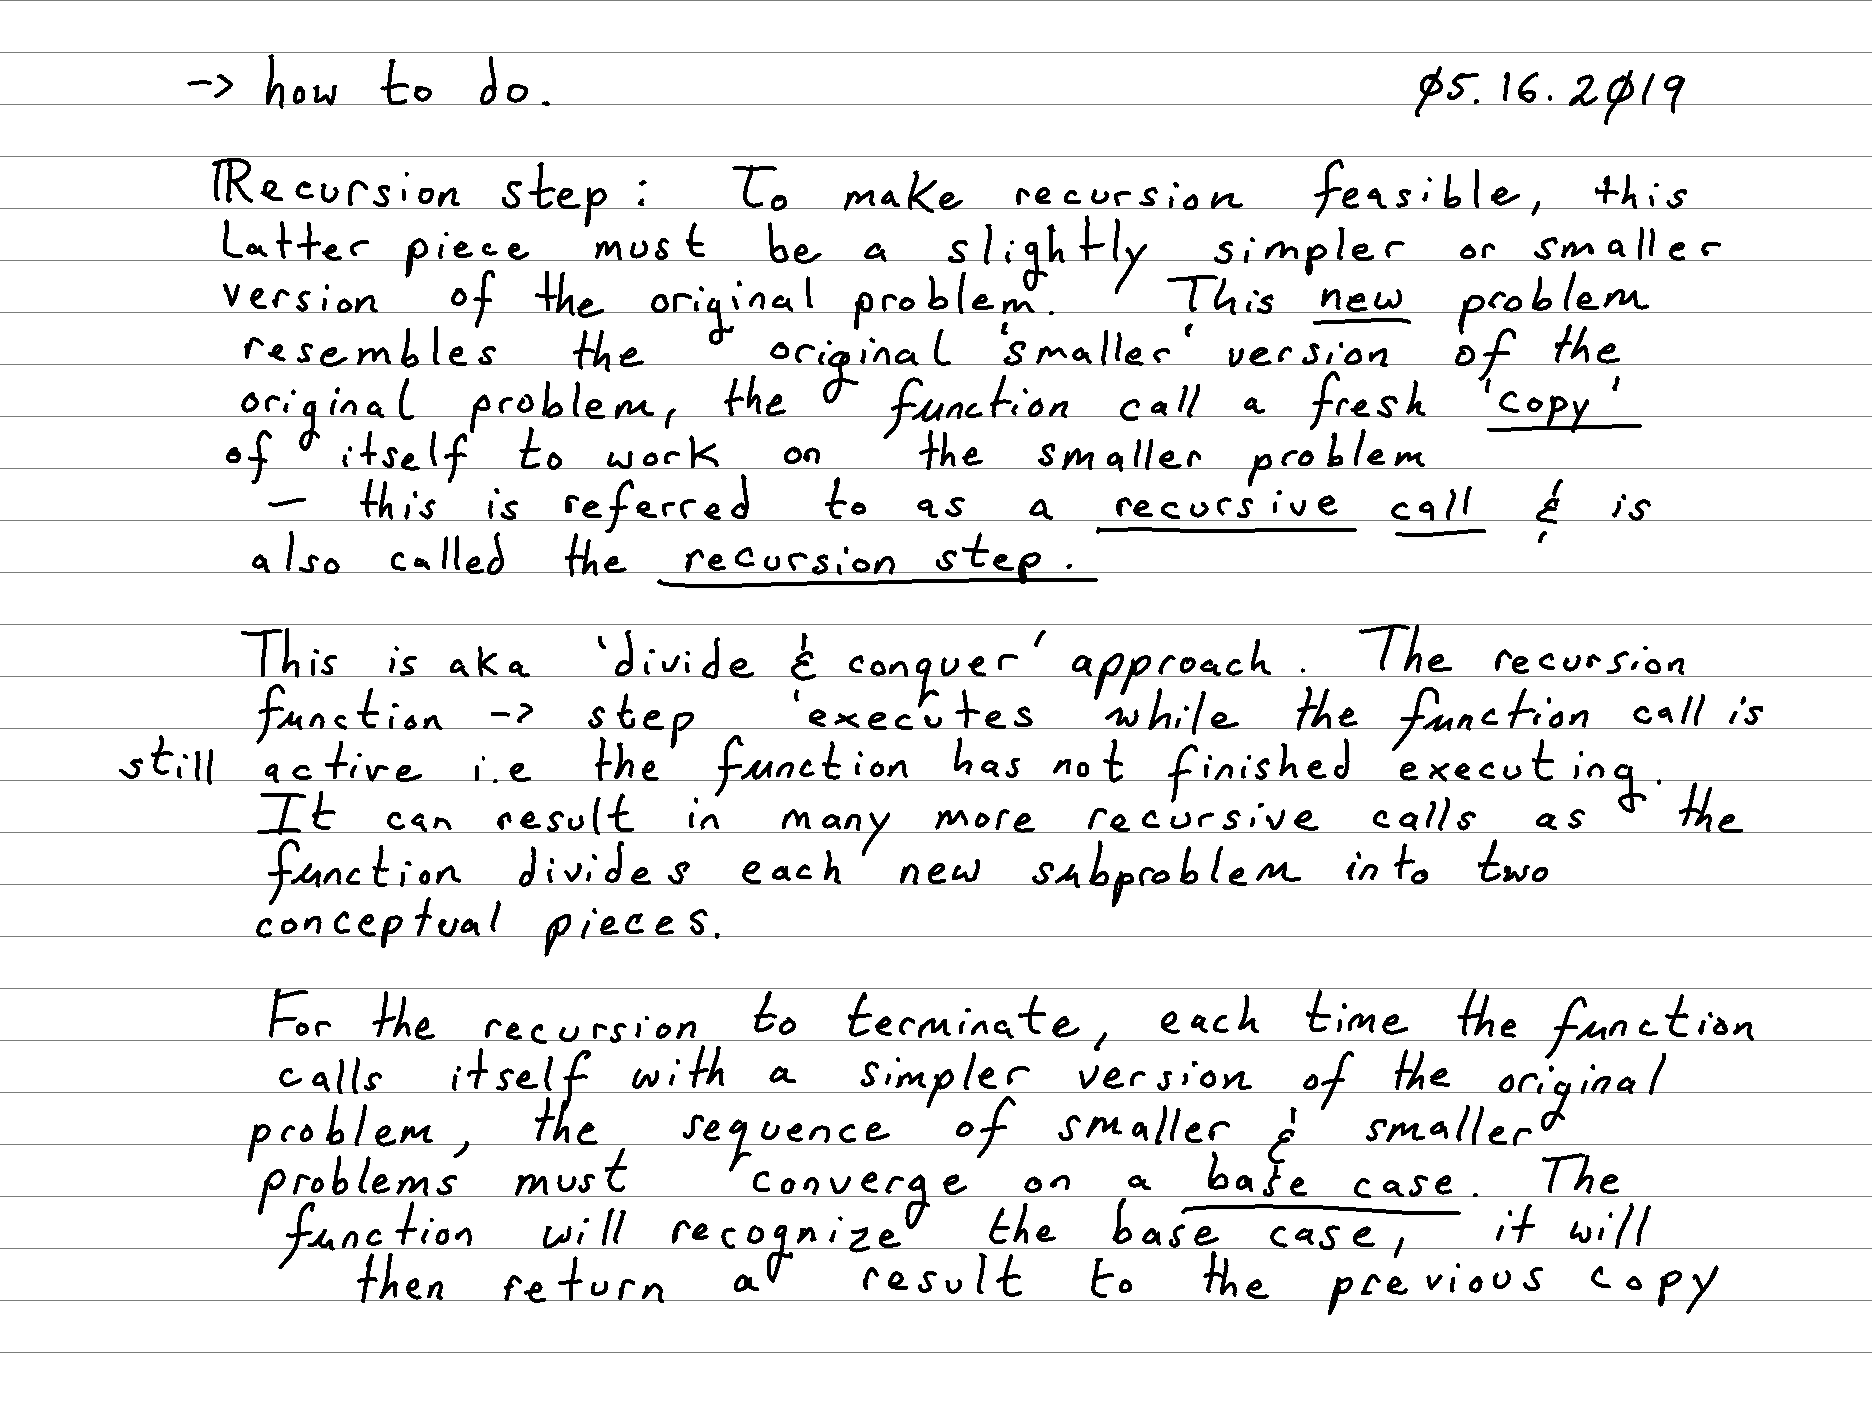 -> how to do. 05.16.2019
Recursion step: To make recursion feasible, this
latter piece must be a slightly simpler or smaller
version of the original problem. This new problem
resembles the original 'smaller' version of the
original problem, the function call a fresh 'copy'
of itself to work on the smaller problem
— this is referred to as a recursive call & is
also called the recursion step.
This is aka 'divide & conquer' approach. The recursion
function -> step executes while the function call is
still active i.e the function has not finished executing.
It can result in many more recursive calls as the
function divides each new subproblem into two
conceptual pieces.
For the recursion to terminate, each time the function
calls itself with a simpler version of the original
problem, the sequence of smaller & smaller
problems must converge on a base case. The
function will recognize the base case, it will
then return a result to the previous copy